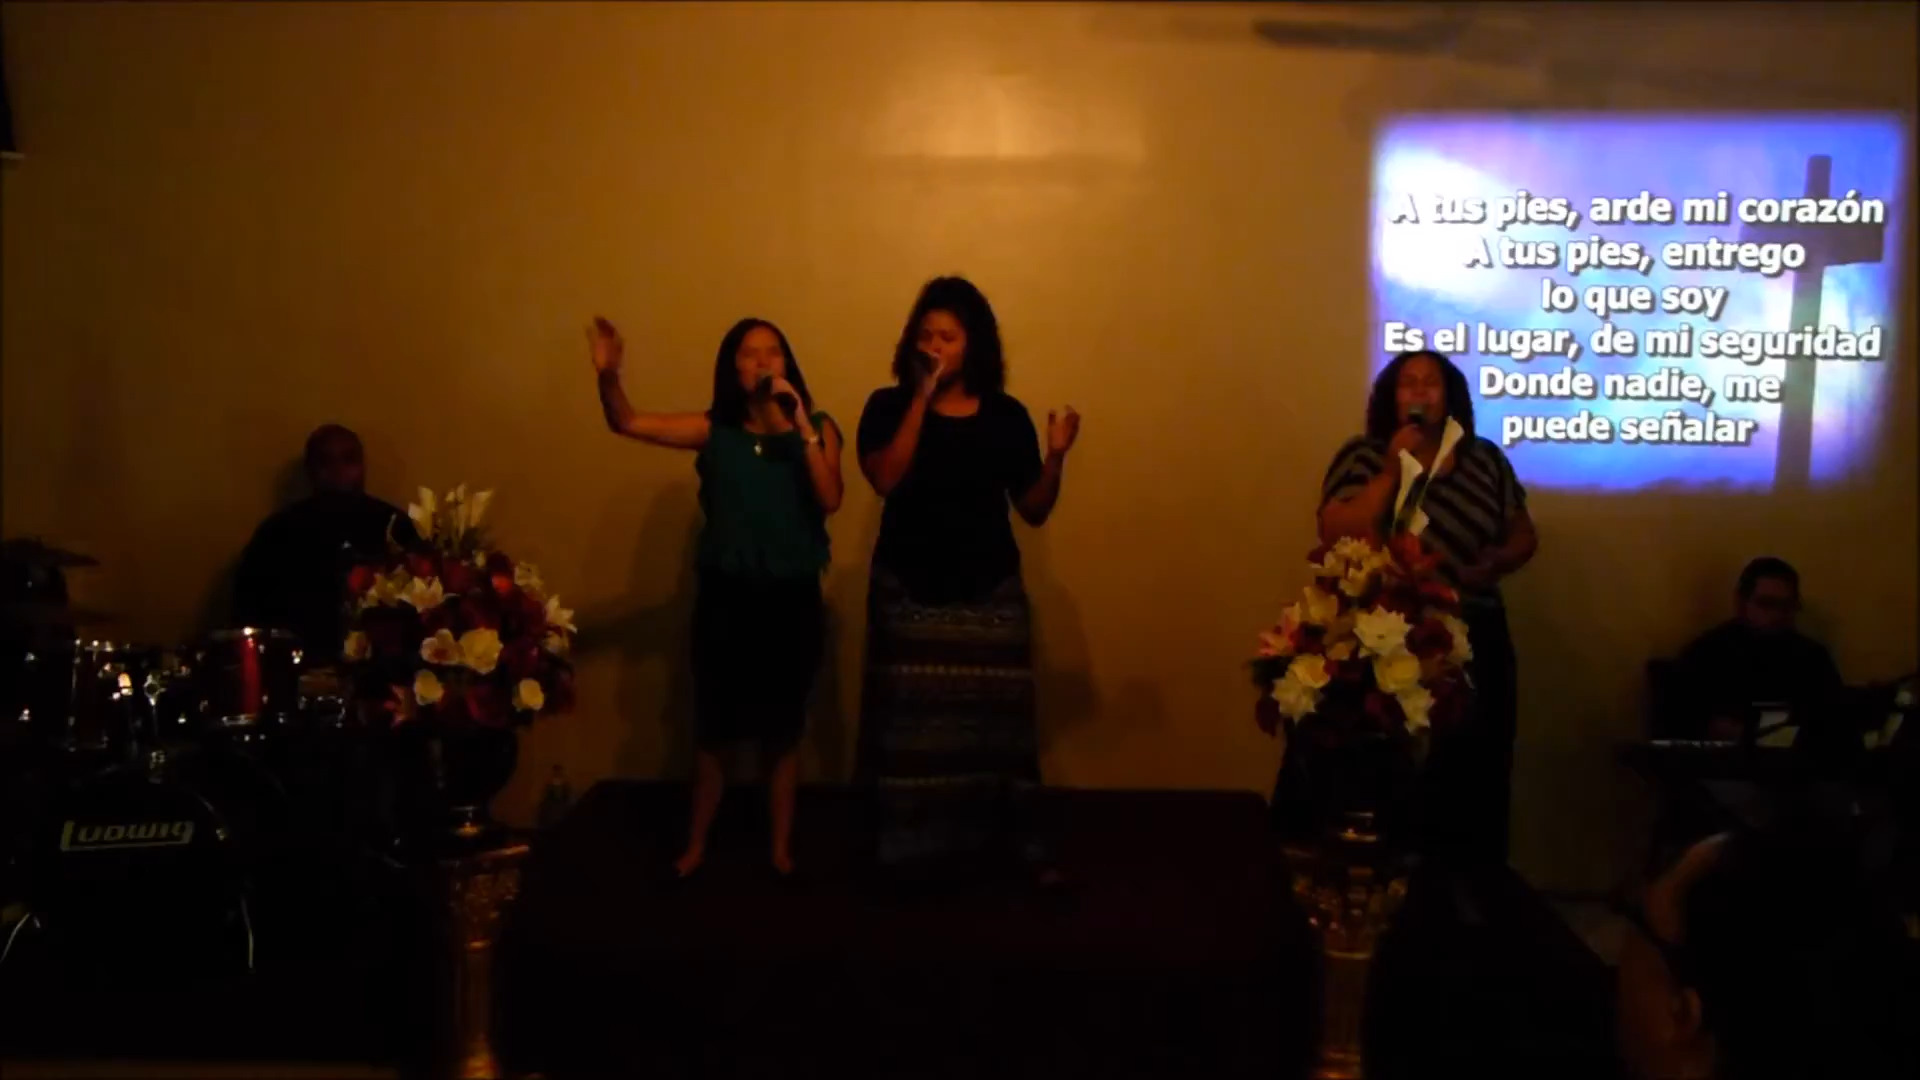 A tus pies, arde mi corazón
A tus pies, entrego
lo que soy
Es el lugar, de mi seguridad
Donde nadie, me
puede señalar
Ludwig